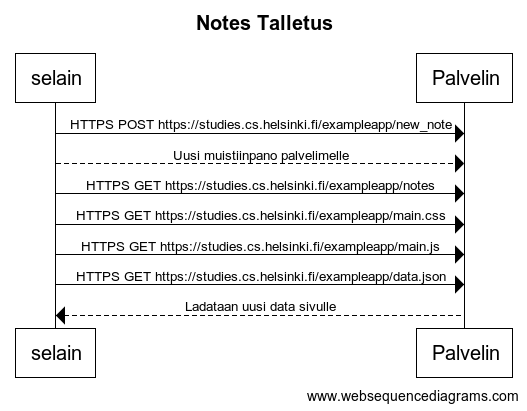 Notes Talletus
selain
Palvelin
HTTPS POST https://studies.cs.helsinki.fi/exampleapp/new_note
Uusi muistiinpano palvelimelle
HTTPS GET https://studies.cs.helsinki.fi/exampleapp/notes
HTTPS GET https://studies.cs.helsinki.fi/exampleapp/main.css
HTTPS GET https://studies.cs.helsinki.fi/exampleapp/main.js
HTTPS GET https://studies.cs.helsinki.fi/exampleapp/data.json
Ladataan uusi data sivulle
selain
Palvelin
www.websequencediagrams.com